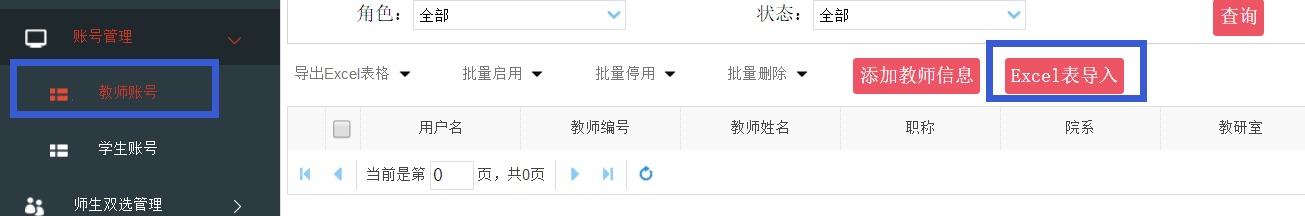 账号管理
教师账号
学生账号
师生双选管理
角色： 全部 状态： 全部 查询
导出Excel表格 批量启用 批量停用 批量删除 添加教师信息 Excel表导入
用户名 教师编号 教师姓名 职称 院系 教研室
当前是第 0 页，共0页